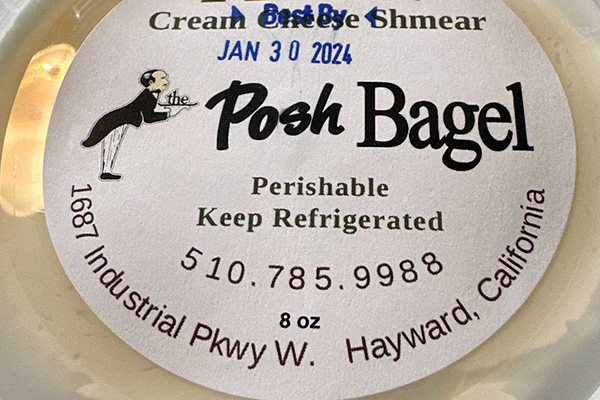 Cream Cheese Shmear
Best By
JAN 30 2024
the Posh Bagel
Perishable
Keep Refrigerated
510.785.9988
8 oz
1687 Industrial Pkwy W. Hayward, California